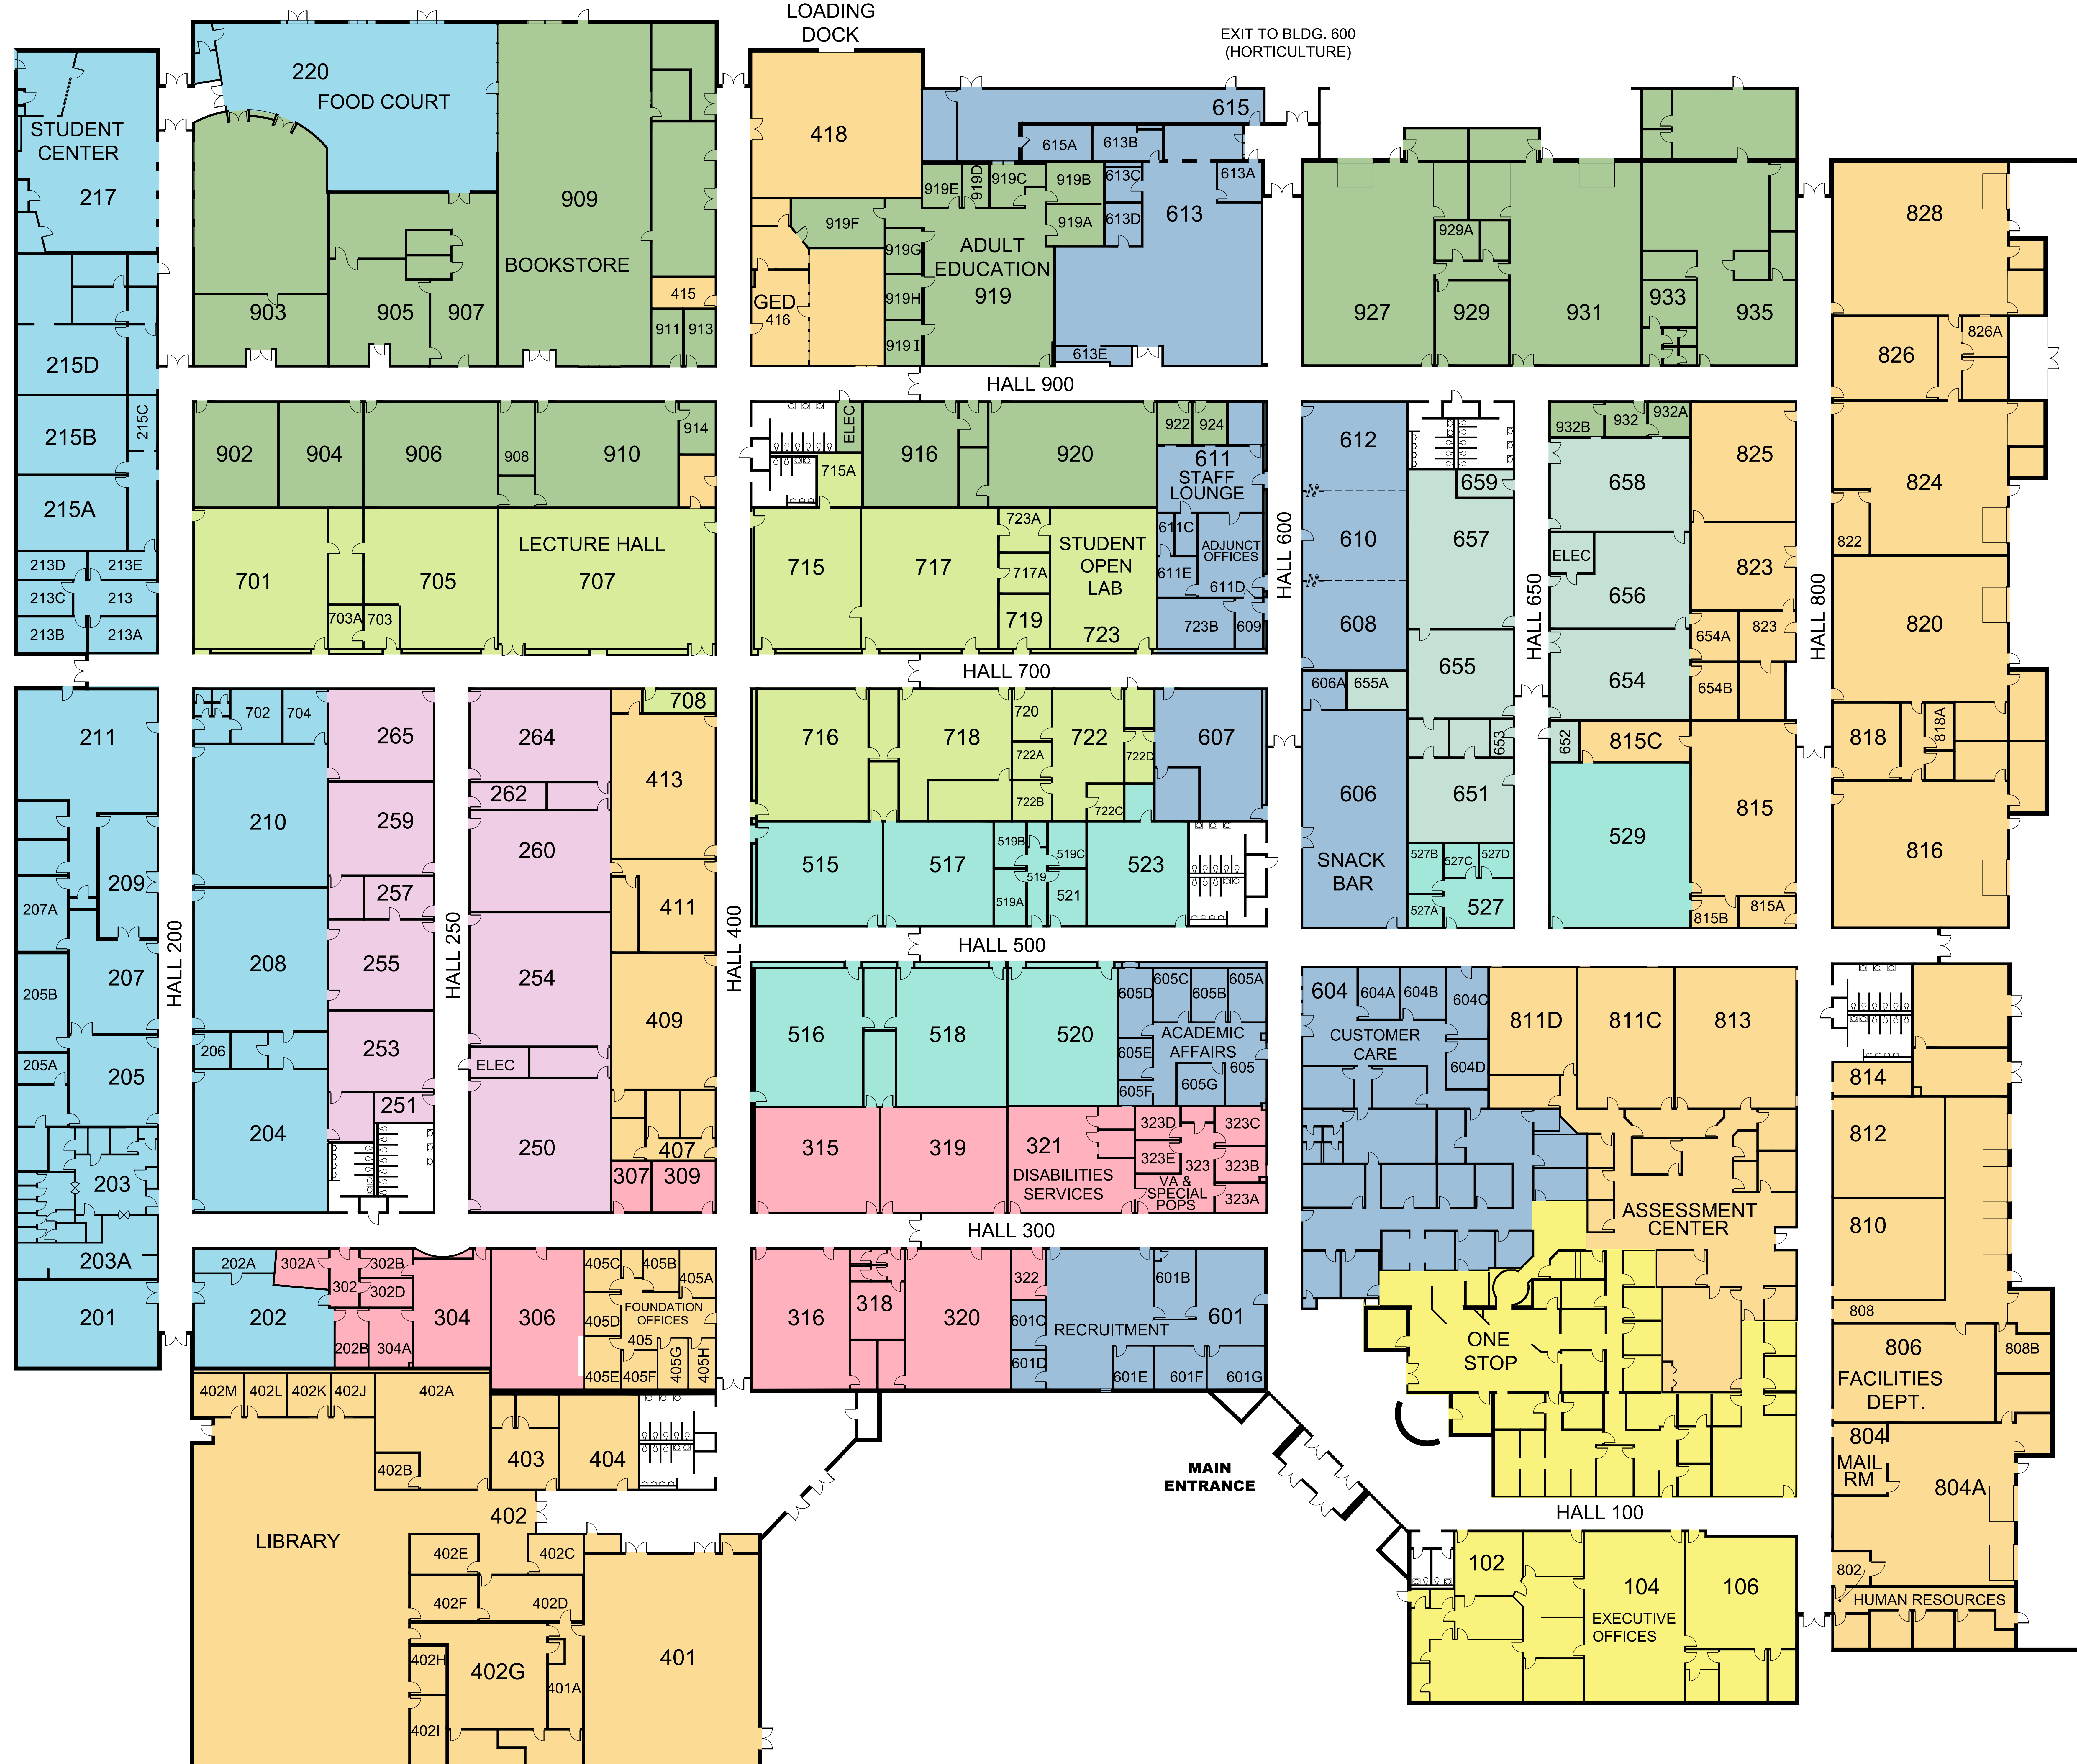 LOADING
DOCK
EXIT TO BLDG. 600
(HORTICULTURE)
STUDENT
CENTER
217
220
FOOD COURT
909
BOOKSTORE
903
905
907
415
911
913
418
GED
416
919F
919E
919D
919C
919B
919A
919G
919H
919I
ADULT
EDUCATION
919
615
615A
613B
613C
613D
613A
613
613E
927
929A
929
931
933
935
828
826
826A
HALL 900
215D
215B
215C
215A
213D
213E
213C
213
213B
213A
902
904
906
908
910
914
701
703A
703
705
LECTURE HALL
707
ELEC
715A
916
920
922
924
611
STAFF
LOUNGE
715
717
723A
717A
719
STUDENT
OPEN
LAB
723
611C
ADJUNCT
OFFICES
611E
611D
723B
609
HALL 600
612
610
608
659
657
655
606A
655A
HALL 650
932B
932
932A
658
ELEC
656
654
825
823
654A
823
654B
HALL 800
824
822
820
HALL 700
211
209
207A
207
205B
205A
205
203
203A
201
HALL 200
702
704
210
208
206
204
265
259
257
255
253
251
HALL 250
264
262
260
254
ELEC
250
708
413
411
409
407
307
309
HALL 400
716
718
720
722A
722B
722
722D
722C
607
515
517
519B
519C
519
519A
521
523
606
SNACK
BAR
653
651
527B
527C
527D
527A
527
652
815C
529
815
815B
815A
818
818A
816
HALL 500
516
518
520
605D
605C
605B
605A
ACADEMIC
AFFAIRS
605E
605
605G
605F
315
319
321
DISABILITIES
SERVICES
323D
323C
323E
323
323B
323A
VA &
SPECIAL
POPS
604
604A
604B
604C
CUSTOMER
CARE
604D
811D
811C
813
ASSESSMENT
CENTER
814
812
810
808
HALL 300
202A
202
302A
302
302B
302D
202B
304A
304
306
405C
405B
405A
FOUNDATION
OFFICES
405D
405
405E
405F
405G
405H
316
318
320
322
601C
601D
RECRUITMENT
601B
601
601E
601F
601G
ONE
STOP
806
FACILITIES
DEPT.
808B
402M
402L
402K
402J
402A
402B
403
404
402
LIBRARY
402E
402C
402F
402D
402H
402G
401A
402I
401
MAIN
ENTRANCE
HALL 100
102
104
EXECUTIVE
OFFICES
106
804
MAIL
RM
804A
802
HUMAN RESOURCES